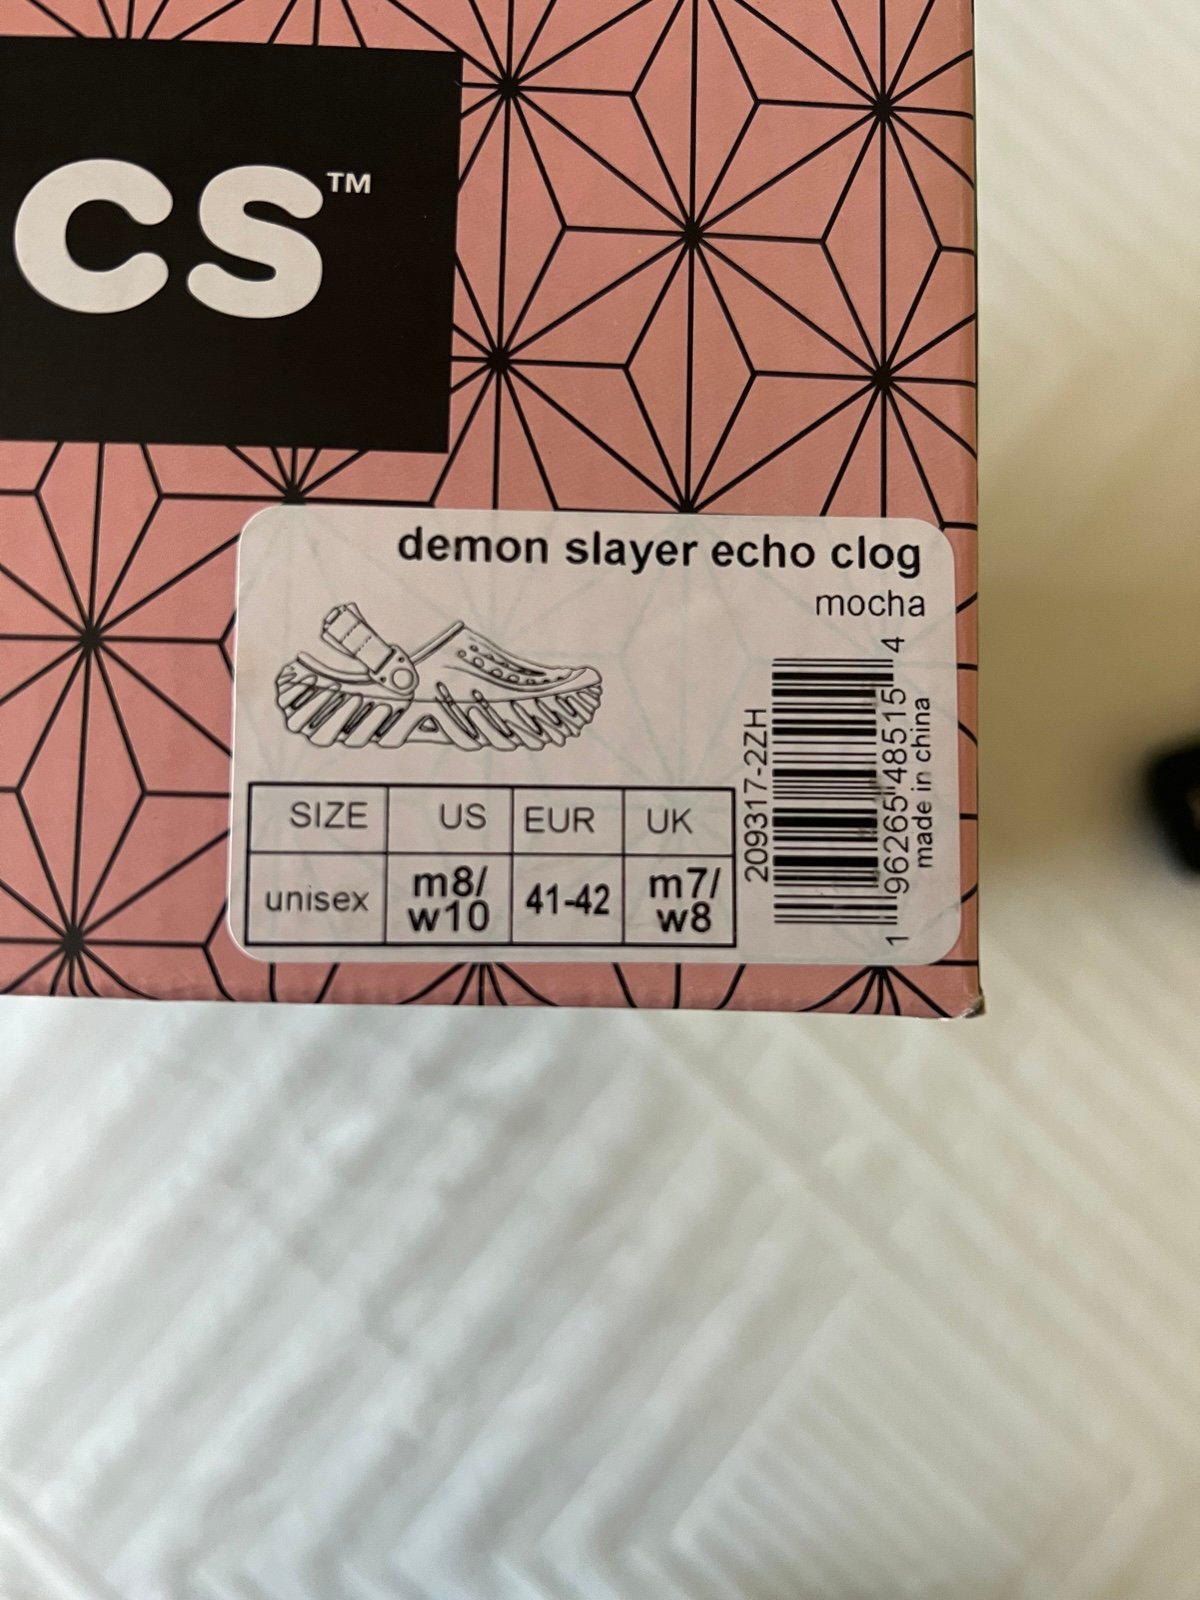 cs™
demon slayer echo clog
mocha
SIZE US EUR UK
unisex m8/ w10 41-42 m7/ w8
209317-2ZH
1 96265 48515 4
made in china